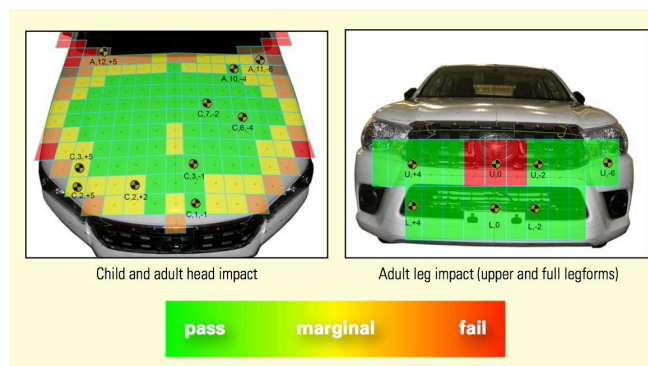 A,12,+5
A,10,-4
A,11,-6
C,7,-2
C,6,-4
C,3,+5
C,3,-1
C,2,+5
C,2,+2
C,1,-1
U,+4
U,0
U,-2
U,-6
L,+4
L,0
L,-2
Child and adult head impact
Adult leg impact (upper and full legforms)
pass marginal fail